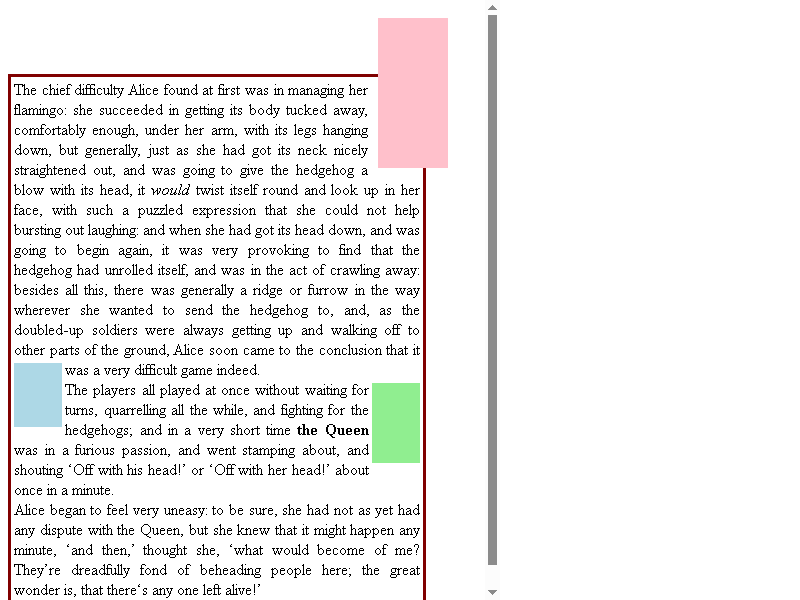 The chief difficulty Alice found at first was in managing her
flamingo: she succeeded in getting its body tucked away,
comfortably enough, under her arm, with its legs hanging
down, but generally, just as she had got its neck nicely
straightened out, and was going to give the hedgehog a
blow with its head, it would twist itself round and look up in her
face, with such a puzzled expression that she could not help
bursting out laughing: and when she had got its head down, and was
going to begin again, it was very provoking to find that the
hedgehog had unrolled itself, and was in the act of crawling away:
besides all this, there was generally a ridge or furrow in the way
wherever she wanted to send the hedgehog to, and, as the
doubled-up soldiers were always getting up and walking off to
other parts of the ground, Alice soon came to the conclusion that it
was a very difficult game indeed.
The players all played at once without waiting for
turns, quarrelling all the while, and fighting for the
hedgehogs; and in a very short time the Queen
was in a furious passion, and went stamping about, and
shouting ‘Off with his head!’ or ‘Off with her head!’ about
once in a minute.
Alice began to feel very uneasy: to be sure, she had not as yet had
any dispute with the Queen, but she knew that it might happen any
minute, ‘and then,’ thought she, ‘what would become of me?
They’re dreadfully fond of beheading people here; the great
wonder is, that there‘s any one left alive!’